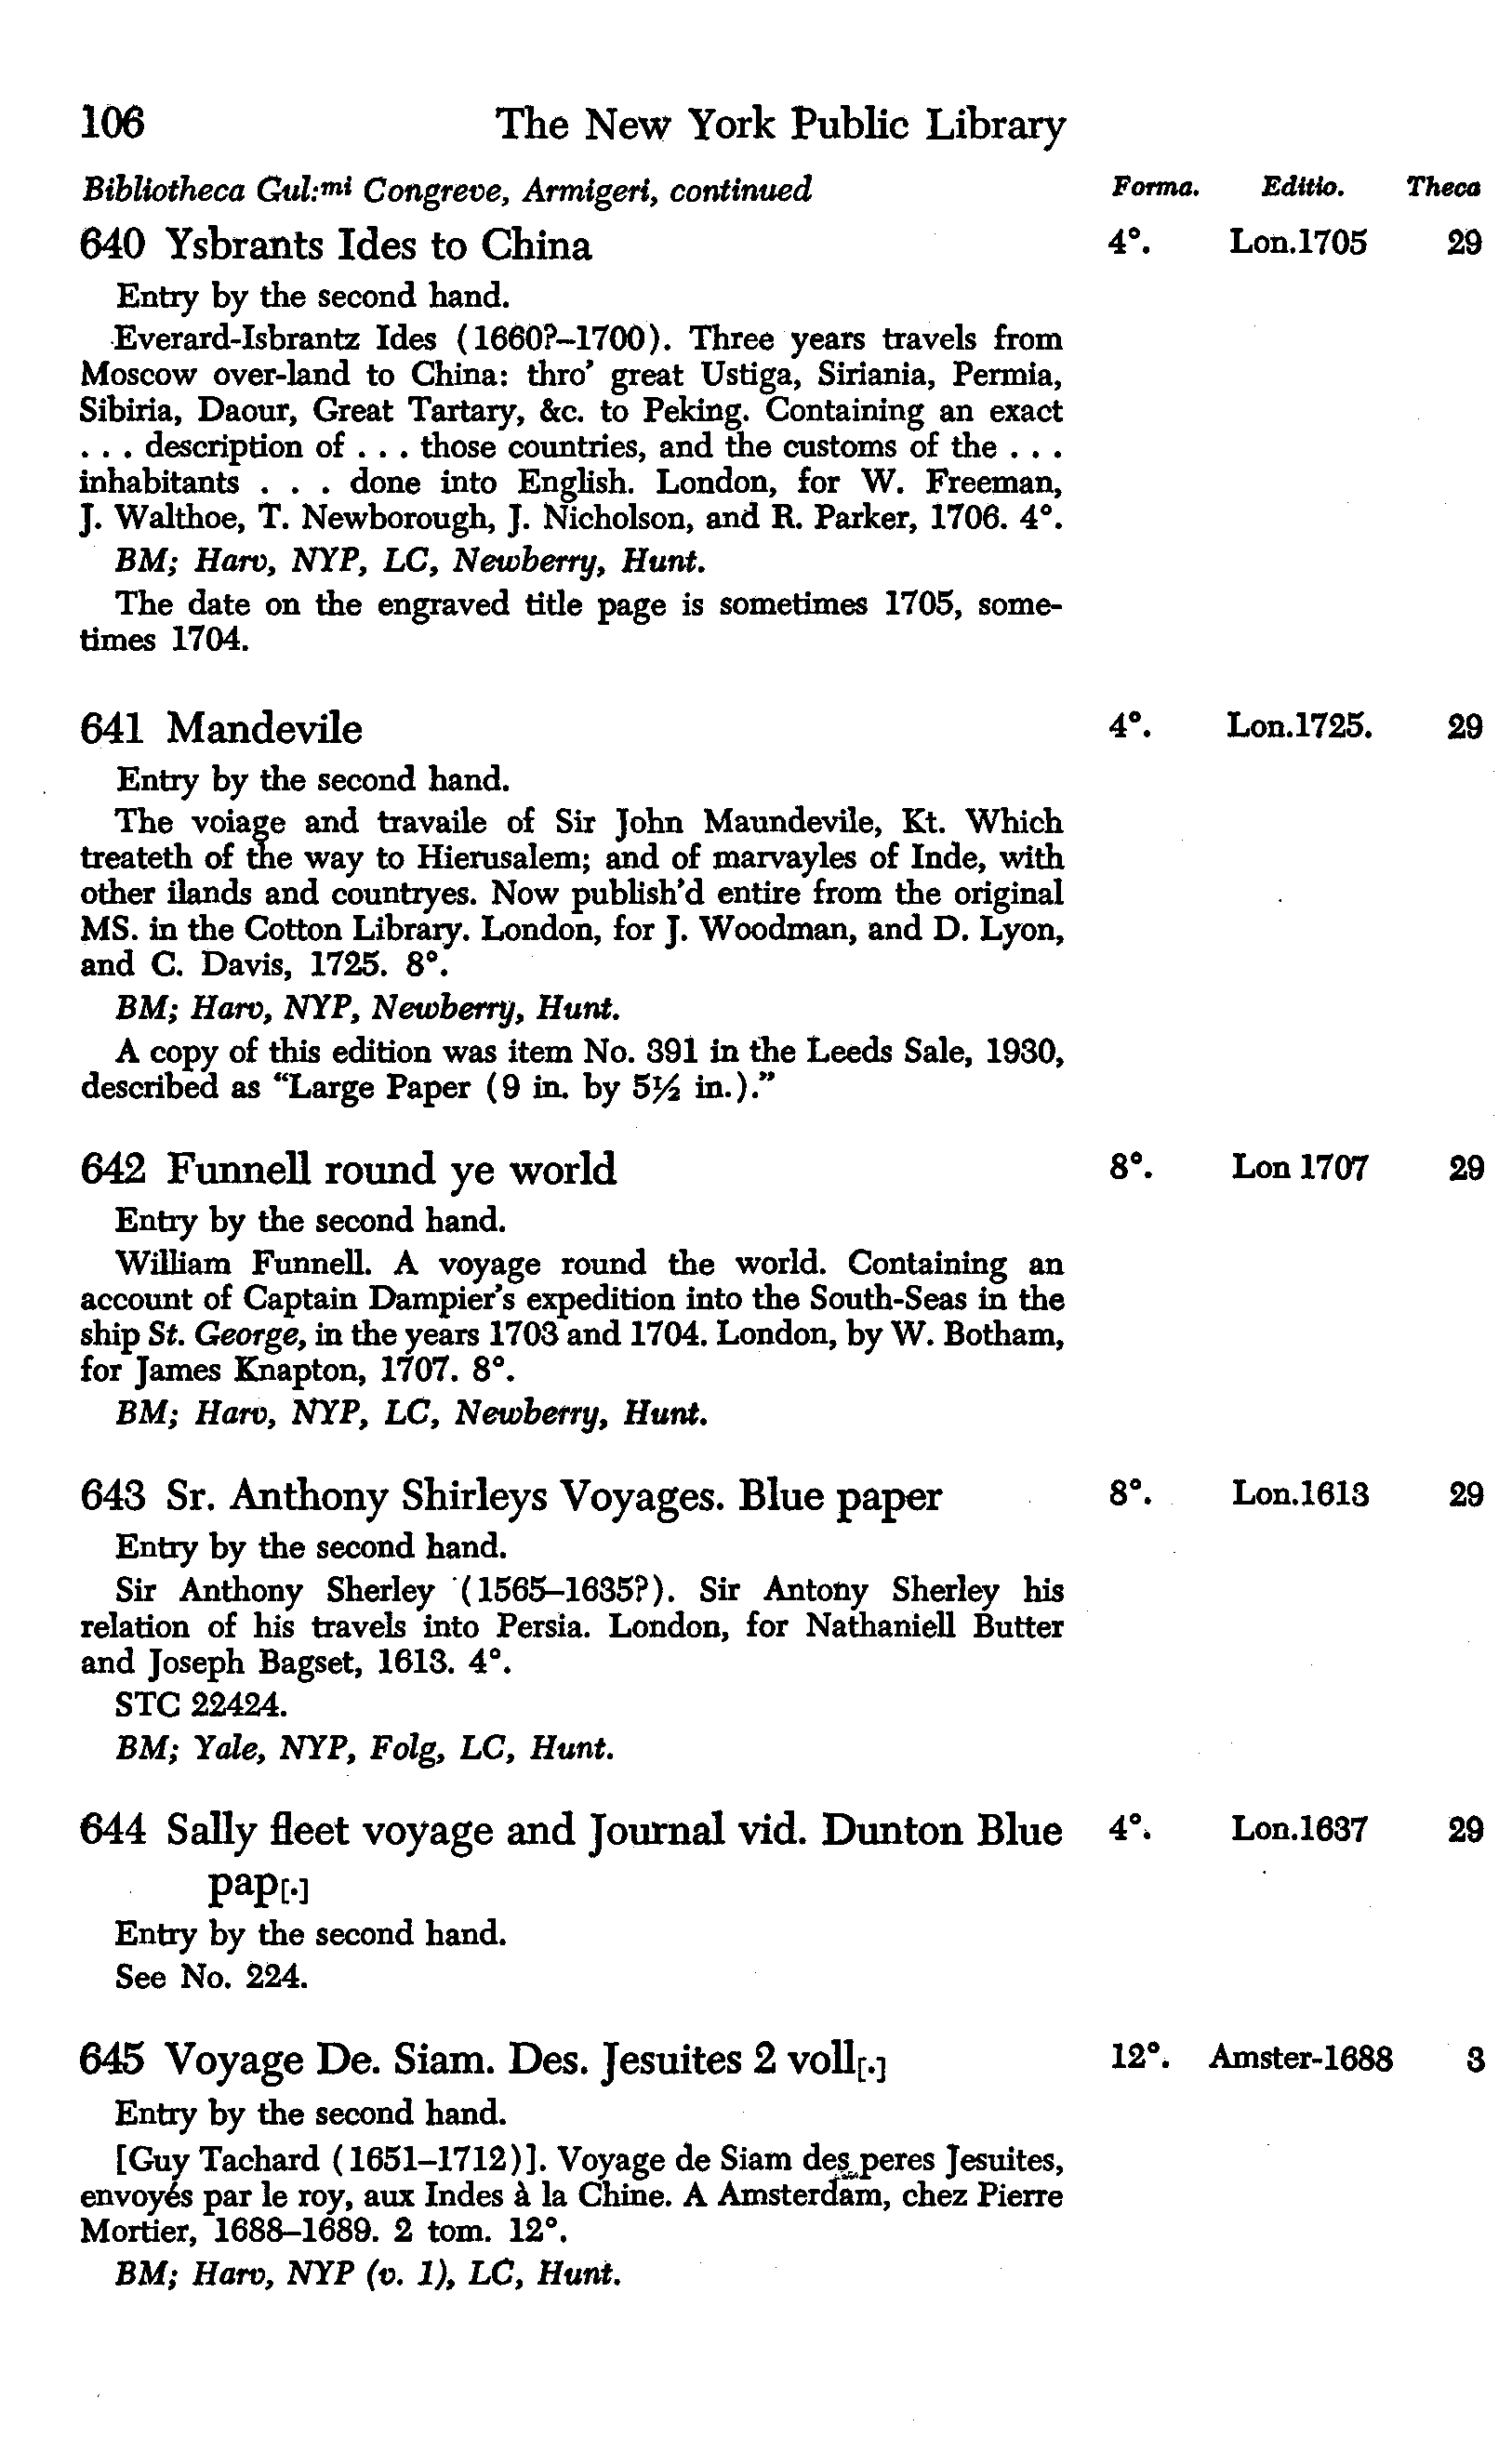 106 The New York Public Library
Bibliotheca Gul:mi Congreve, Armigeri, continued Forma. Editio. Theca
640 Ysbrants Ides to China 4°. Lon.1705 29
Entry by the second hand.
Everard-Isbrantz Ides (1660?–1700). Three years travels from
Moscow over-land to China: thro' great Ustiga, Siriania, Permia,
Sibiria, Daour, Great Tartary, &c. to Peking. Containing an exact
. . . description of . . . those countries, and the customs of the . . .
inhabitants . . . done into English. London, for W. Freeman,
J. Walthoe, T. Newborough, J. Nicholson, and R. Parker, 1706. 4°.
BM; Harv, NYP, LC, Newberry, Hunt.
The date on the engraved title page is sometimes 1705, some-
times 1704.
641 Mandevile 4°. Lon.1725. 29
Entry by the second hand.
The voiage and travaile of Sir John Maundevile, Kt. Which
treateth of the way to Hierusalem; and of marvayles of Inde, with
other ilands and countryes. Now publish'd entire from the original
MS. in the Cotton Library. London, for J. Woodman, and D. Lyon,
and C. Davis, 1725. 8°.
BM; Harv, NYP, Newberry, Hunt.
A copy of this edition was item No. 391 in the Leeds Sale, 1930,
described as "Large Paper (9 in. by 5½ in.)."
642 Funnell round ye world 8°. Lon 1707 29
Entry by the second hand.
William Funnell. A voyage round the world. Containing an
account of Captain Dampier's expedition into the South-Seas in the
ship St. George, in the years 1703 and 1704. London, by W. Botham,
for James Knapton, 1707. 8°.
BM; Harv, NYP, LC, Newberry, Hunt.
643 Sr. Anthony Shirleys Voyages. Blue paper 8°. Lon.1613 29
Entry by the second hand.
Sir Anthony Sherley (1565–1635?). Sir Antony Sherley his
relation of his travels into Persia. London, for Nathaniell Butter
and Joseph Bagset, 1613. 4°.
STC 22424.
BM; Yale, NYP, Folg, LC, Hunt.
644 Sally fleet voyage and Journal vid. Dunton Blue 4°. Lon.1637 29
pap[.]
Entry by the second hand.
See No. 224.
645 Voyage De. Siam. Des. Jesuites 2 voll[.] 12°. Amster-1688 3
Entry by the second hand.
[Guy Tachard (1651–1712)]. Voyage de Siam des peres Jesuites,
envoyés par le roy, aux Indes à la Chine. A Amsterdam, chez Pierre
Mortier, 1688–1689. 2 tom. 12°.
BM; Harv, NYP (v. 1), LC, Hunt.